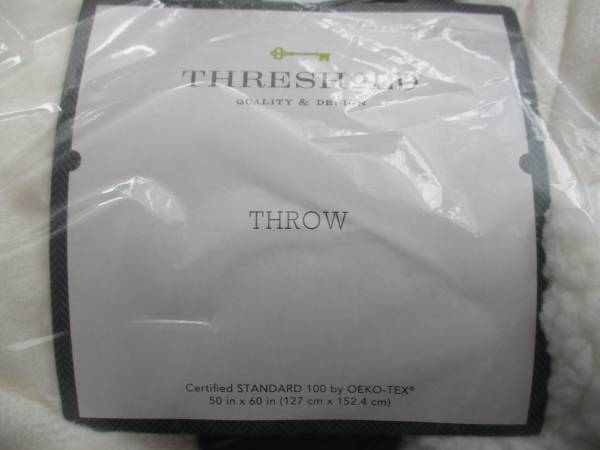 THRESHOLD
QUALITY & DESIGN
THROW
Certified STANDARD 100 by OEKO-TEX®
50 in x 60 in (127 cm x 152.4 cm)